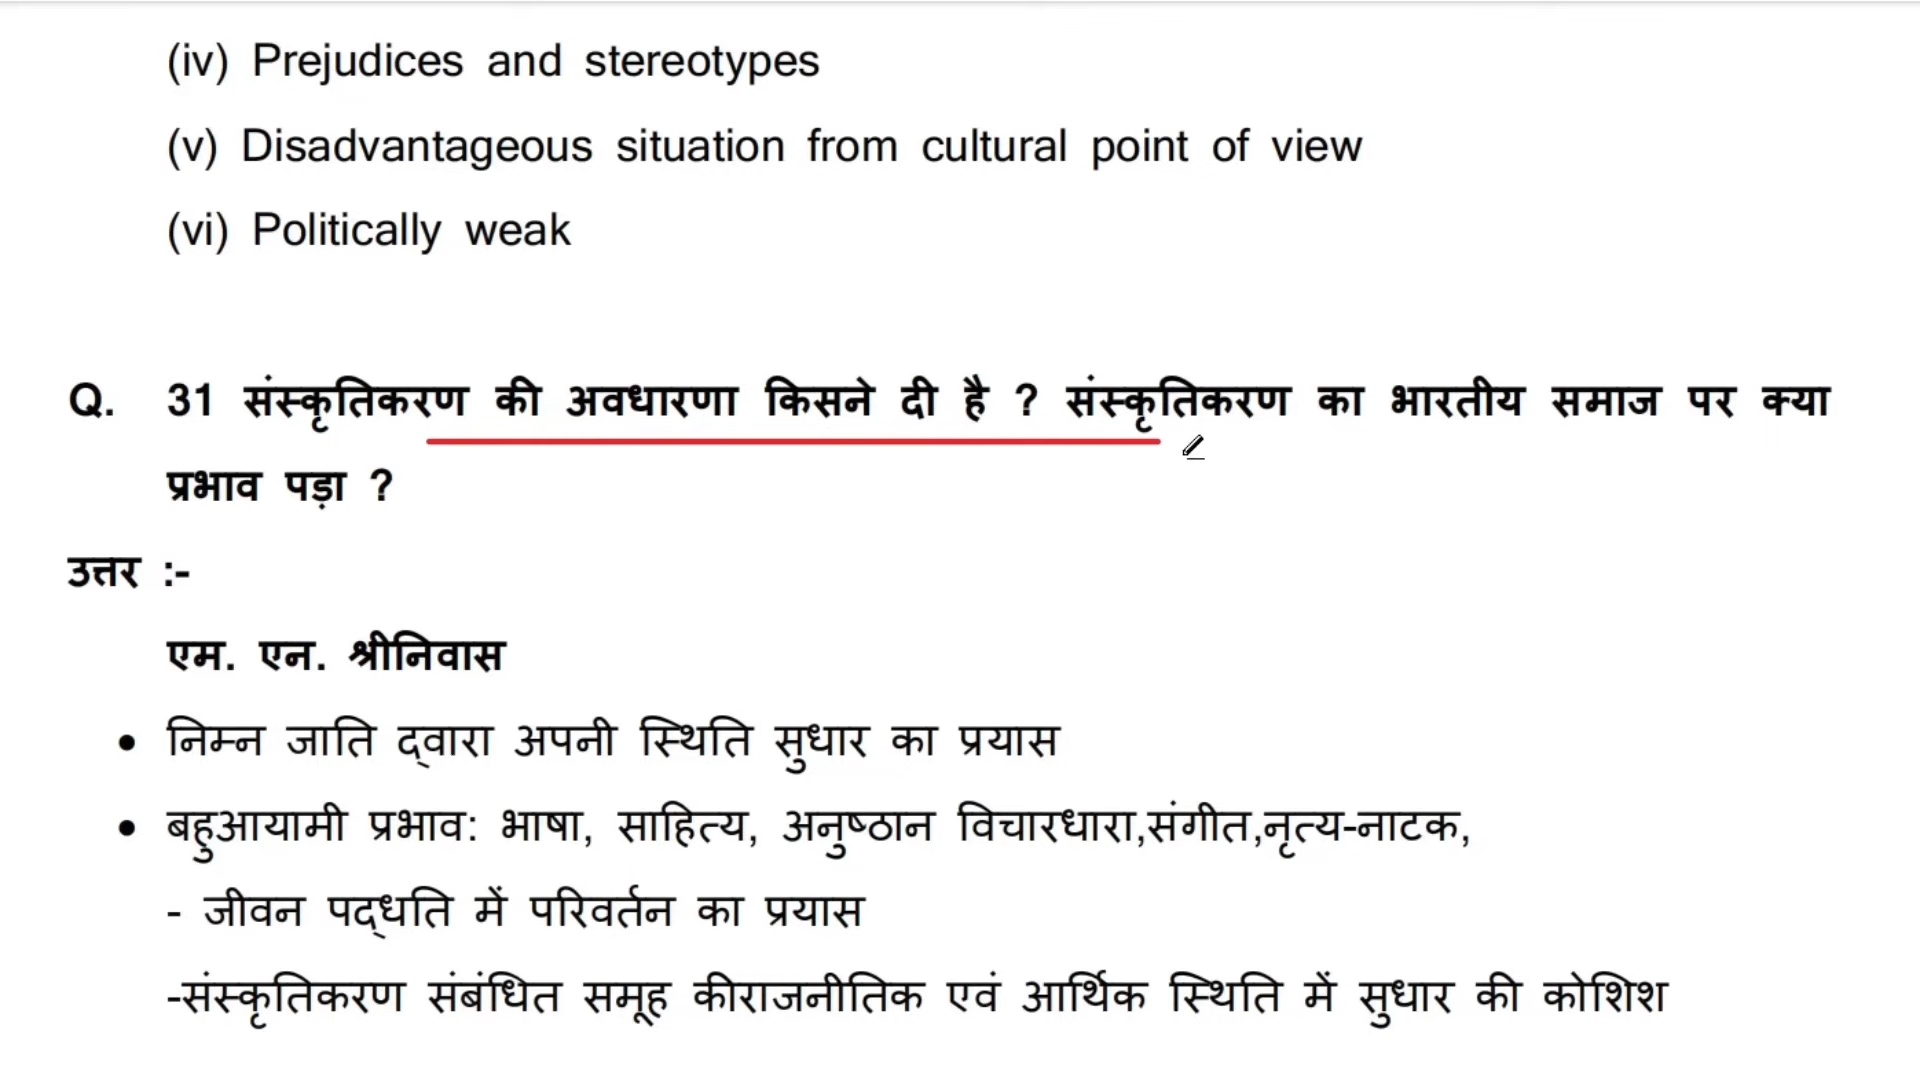 (iv) Prejudices and stereotypes
(v) Disadvantageous situation from cultural point of view
(vi) Politically weak
Q. 31 संस्कृतिकरण की अवधारणा किसने दी है ? संस्कृतिकरण का भारतीय समाज पर क्या
प्रभाव पड़ा ?
उत्तर :-
एम. एन. श्रीनिवास
• निम्न जाति द्वारा अपनी स्थिति सुधार का प्रयास
• बहुआयामी प्रभाव: भाषा, साहित्य, अनुष्ठान विचारधारा,संगीत,नृत्य-नाटक,
- जीवन पद्धति में परिवर्तन का प्रयास
-संस्कृतिकरण संबंधित समूह कीराजनीतिक एवं आर्थिक स्थिति में सुधार की कोशिश